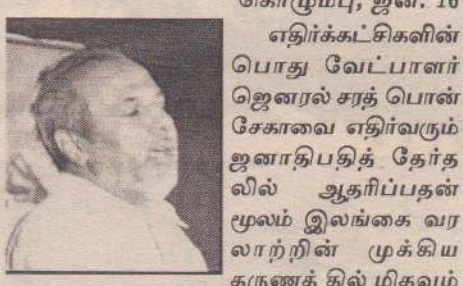 கொழும்பு, ஜன. 16
எதிர்க்கட்சிகளின்
பொது வேட்பாளர்
ஜெனரல் சரத் பொன்
சேகாவை எதிர்வரும்
ஜனாதிபதித் தேர்த
லில் ஆதரிப்பதன்
மூலம் இலங்கை வர
லாற்றின் முக்கிய
தருணத் தில் மிகவும்